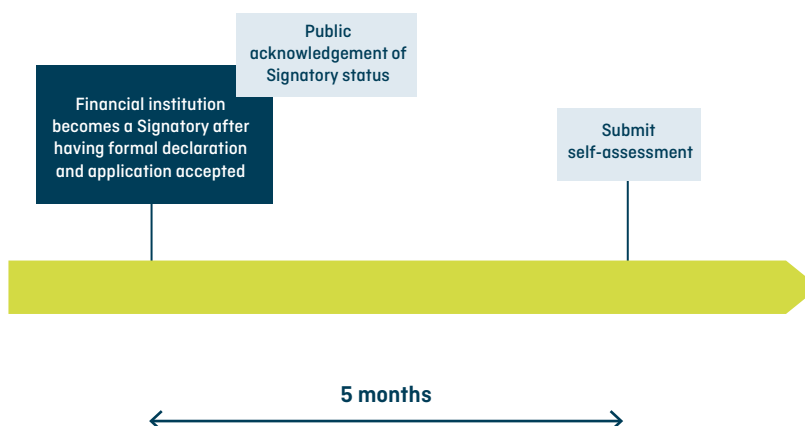 Public
acknowledgement of
Signatory status
Financial institution
becomes a Signatory after
having formal declaration
and application accepted
Submit
self-assessment
5 months